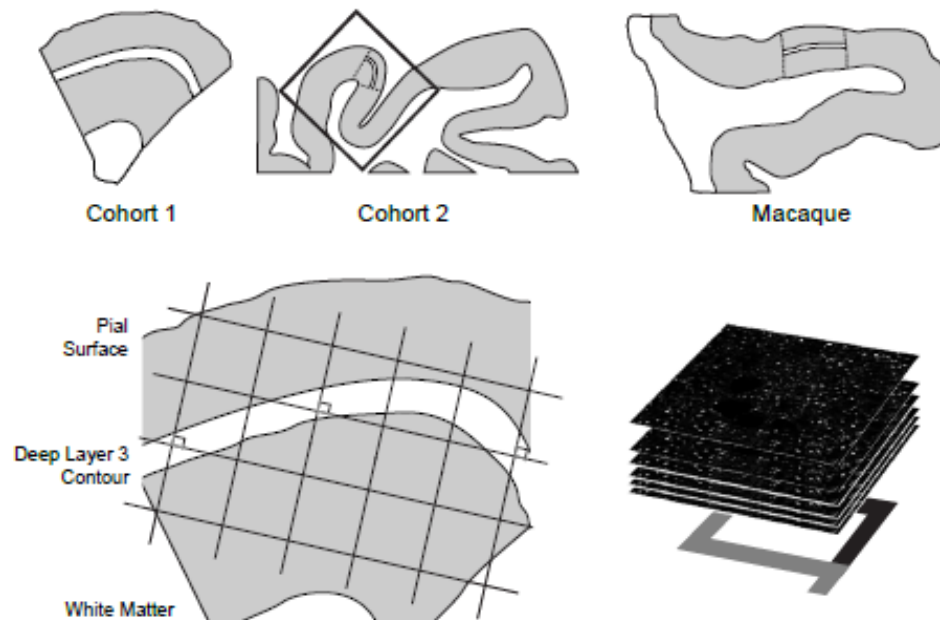 Cohort 1
Cohort 2
Macaque
Pial
Surface
Deep Layer 3
Contour
White Matter